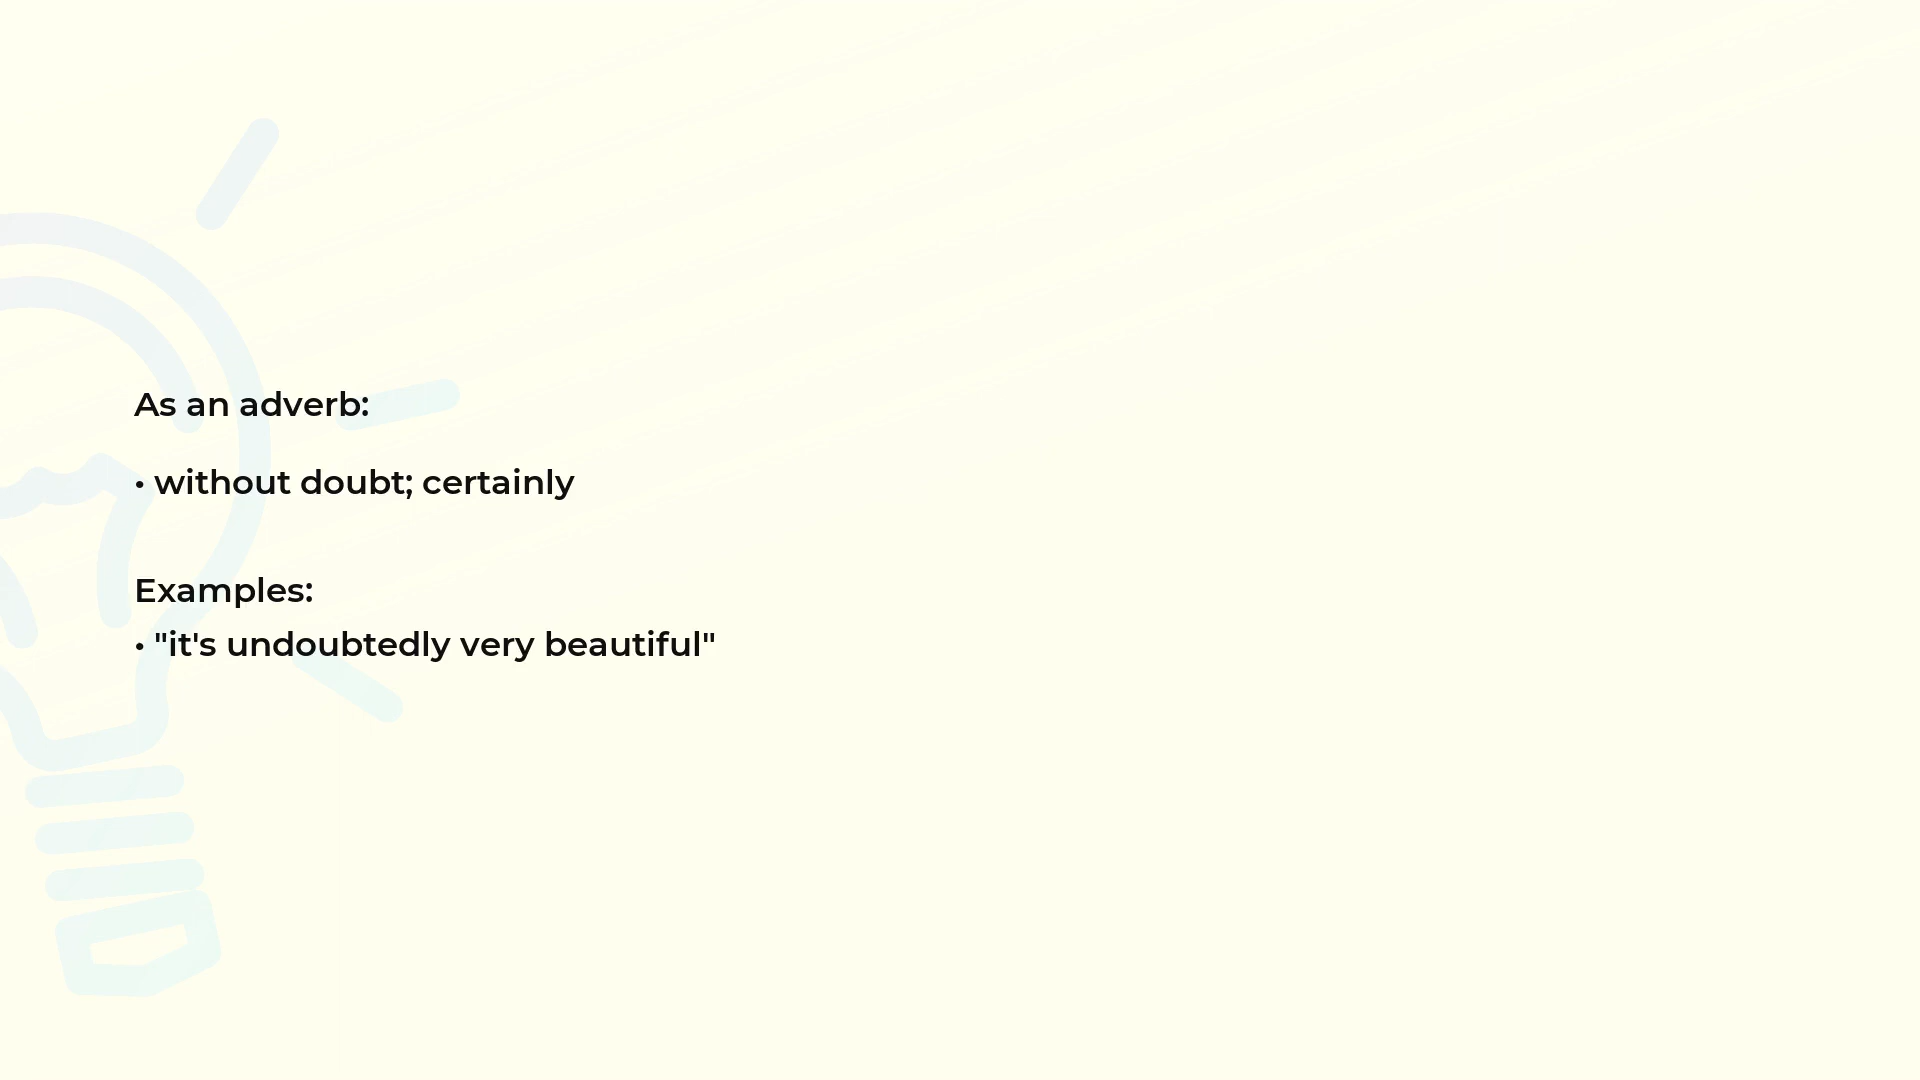 As an adverb:
• without doubt; certainly
Examples:
• "it's undoubtedly very beautiful"